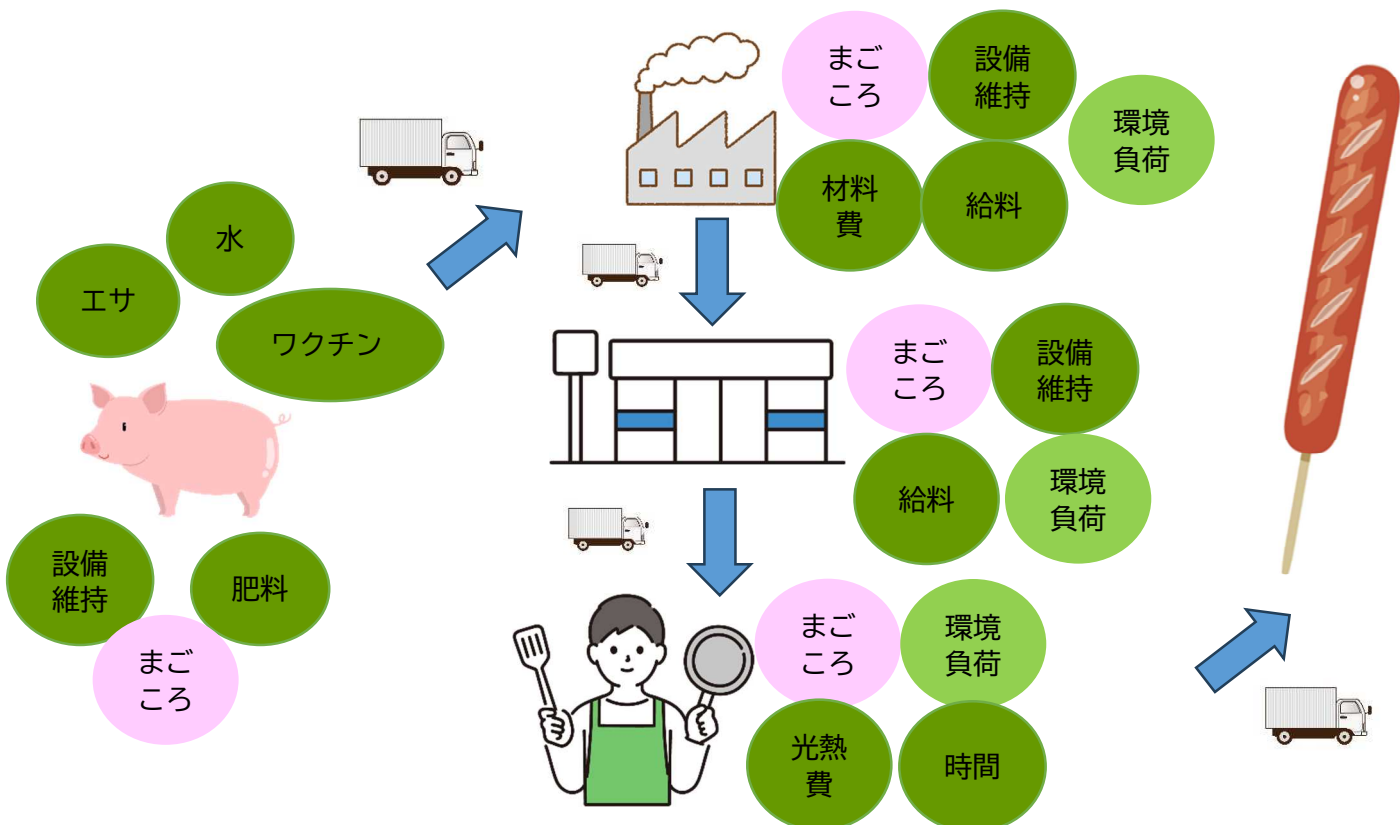 水
エサ
ワクチン
設備
維持
肥料
まご
ころ
まご
ころ
設備
維持
環境
負荷
材料
費
給料
まご
ころ
設備
維持
給料
環境
負荷
まご
ころ
環境
負荷
光熱
費
時間